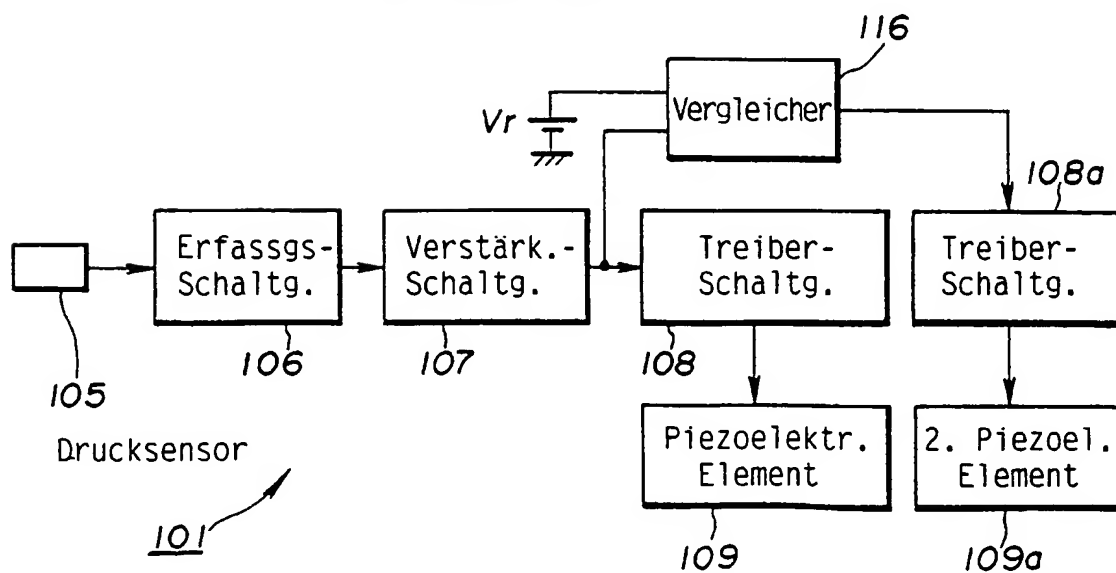 116
Vr
Vergleicher
108a
Erfassgs-
Schaltg.
Verstärk.-
Schaltg.
Treiber-
Schaltg.
Treiber-
Schaltg.
105
106
107
108
Drucksensor
Piezoelektr.
Element
2. Piezoel.
Element
101
109
109a